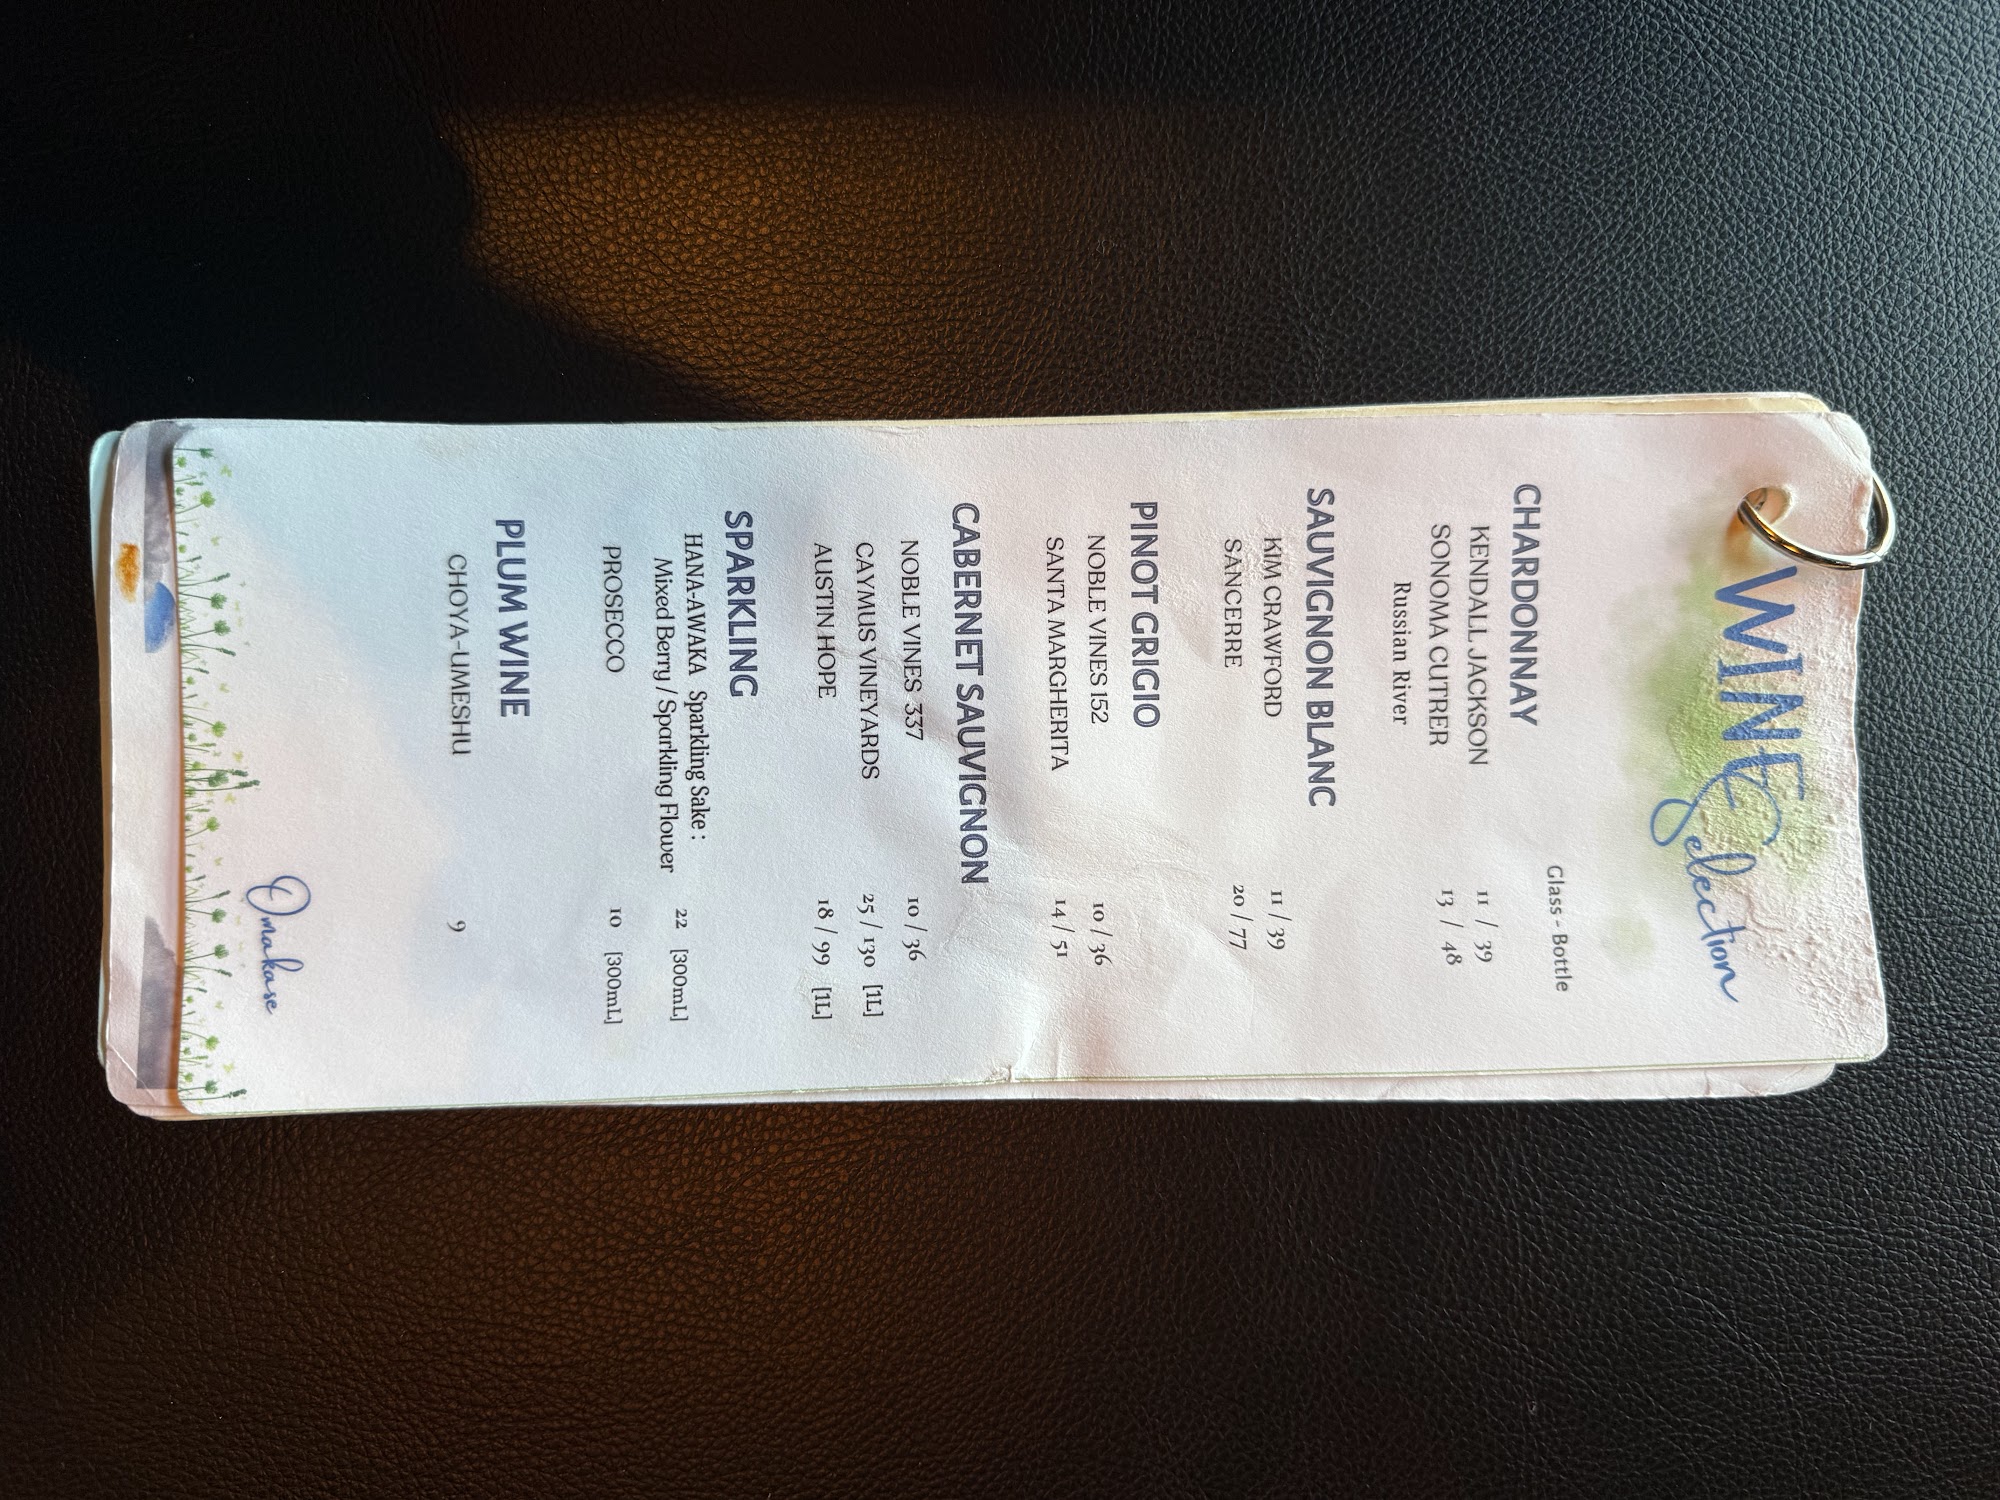 WINE Selection
Glass - Bottle
CHARDONNAY
KENDALL JACKSON 11 / 39
SONOMA CUTRER 13 / 48
Russian River
SAUVIGNON BLANC
KIM CRAWFORD 11 / 39
SANCERRE 20 / 77
PINOT GRIGIO
NOBLE VINES 152 10 / 36
SANTA MARGHERITA 14 / 51
CABERNET SAUVIGNON
NOBLE VINES 337 10 / 36
CAYMUS VINEYARDS 25 / 130 [1L]
AUSTIN HOPE 18 / 99 [1L]
SPARKLING
HANA-AWAKA Sparkling Sake :
Mixed Berry / Sparkling Flower 22 [300mL]
PROSECCO 10 [300mL]
PLUM WINE
CHOYA-UMESHU 9
Omakase